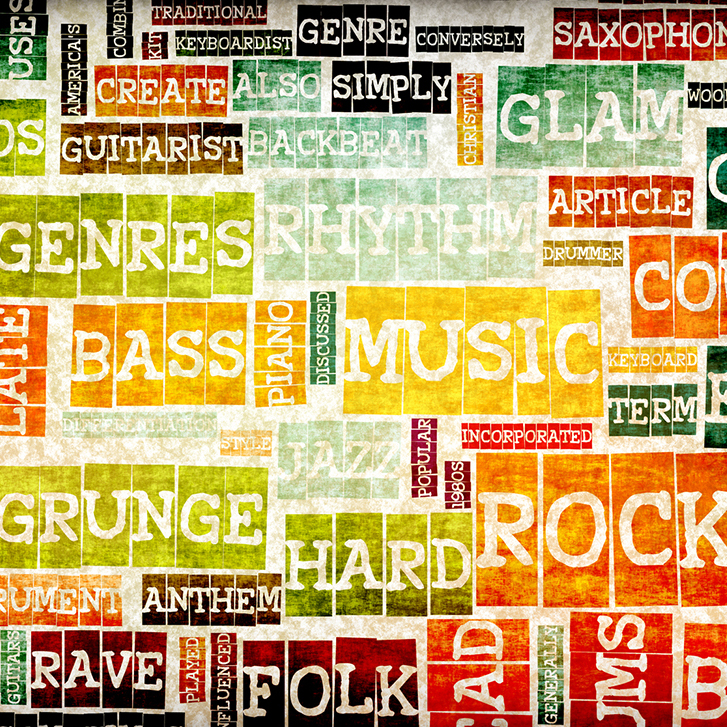 USES
AMERICA'S
COMBIN
TRADITIONAL
KIT
KEYBOARDIST
GENRE
CONVERSELY
SAXOPHON
CREATE
ALSO
SIMPLY
CHRISTIAN
GLAM
WOO
OS
GUITARIST
BACKBEAT
GENRES
RHYTHM
ARTICLE
DRUMMER
CO
LATE
BASS
PIANO
DISCUSSED
MUSIC
KEYBOARD
TERM
DIFFERENTIATION
STYLE
JAZZ
POPULAR
INCORPORATED
1980S
GRUNGE
HARD
ROCK
RUMENT
ANTHEM
GUITARS
RAVE
PLAYED
NFLUENCED
FOLK
EAD
GENERALLY
UMS
B